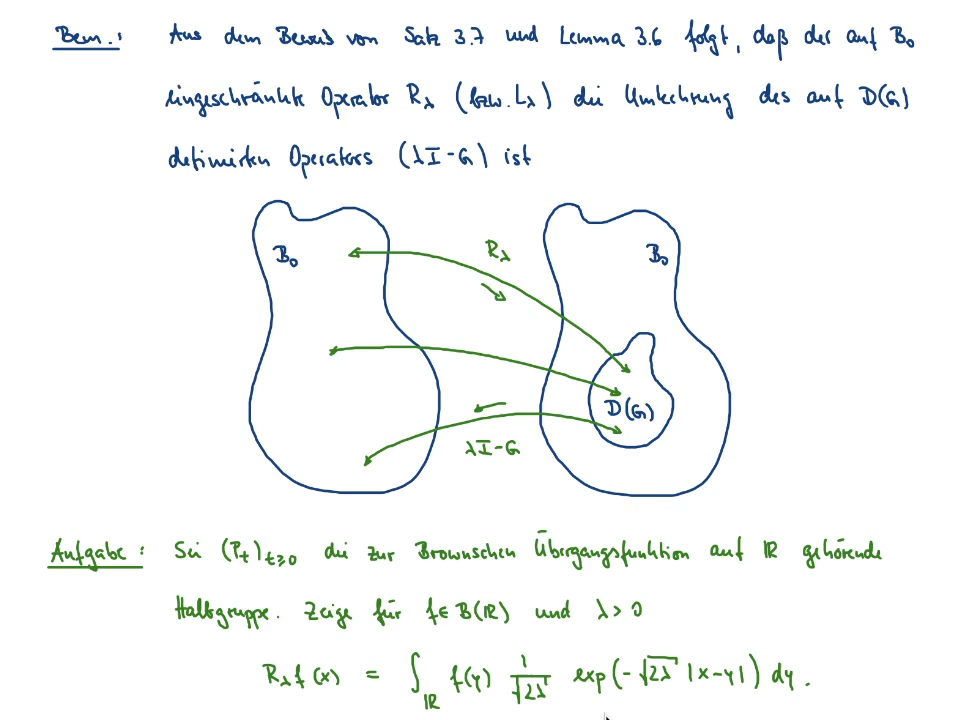 Bem.: Aus dem Beweis von Satz 3.7 und Lemma 3.6 folgt, daß der auf B₀
eingeschränkte Operator R_λ (bzw. L_λ) die Umkehrung des auf D(G)
definierten Operators (λI-G) ist
B₀
R_λ
B₀
D(G)
λI-G
Aufgabe: Sei (P_t)_{t≥0} die zur Brownschen Übergangsfunktion auf ℝ gehörende
Halbgruppe. Zeige für f∈B(ℝ) und λ>0
R_λ f(x) = ∫_ℝ f(y) 1/√(2λ) exp(-√(2λ) |x-y|) dy.